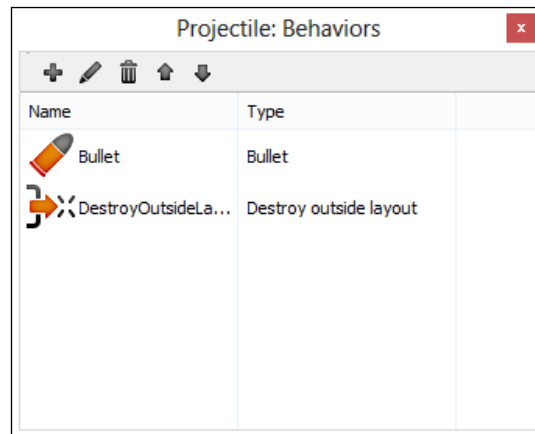 Projectile: Behaviors
x
Name Type
Bullet Bullet
DestroyOutsideLa... Destroy outside layout